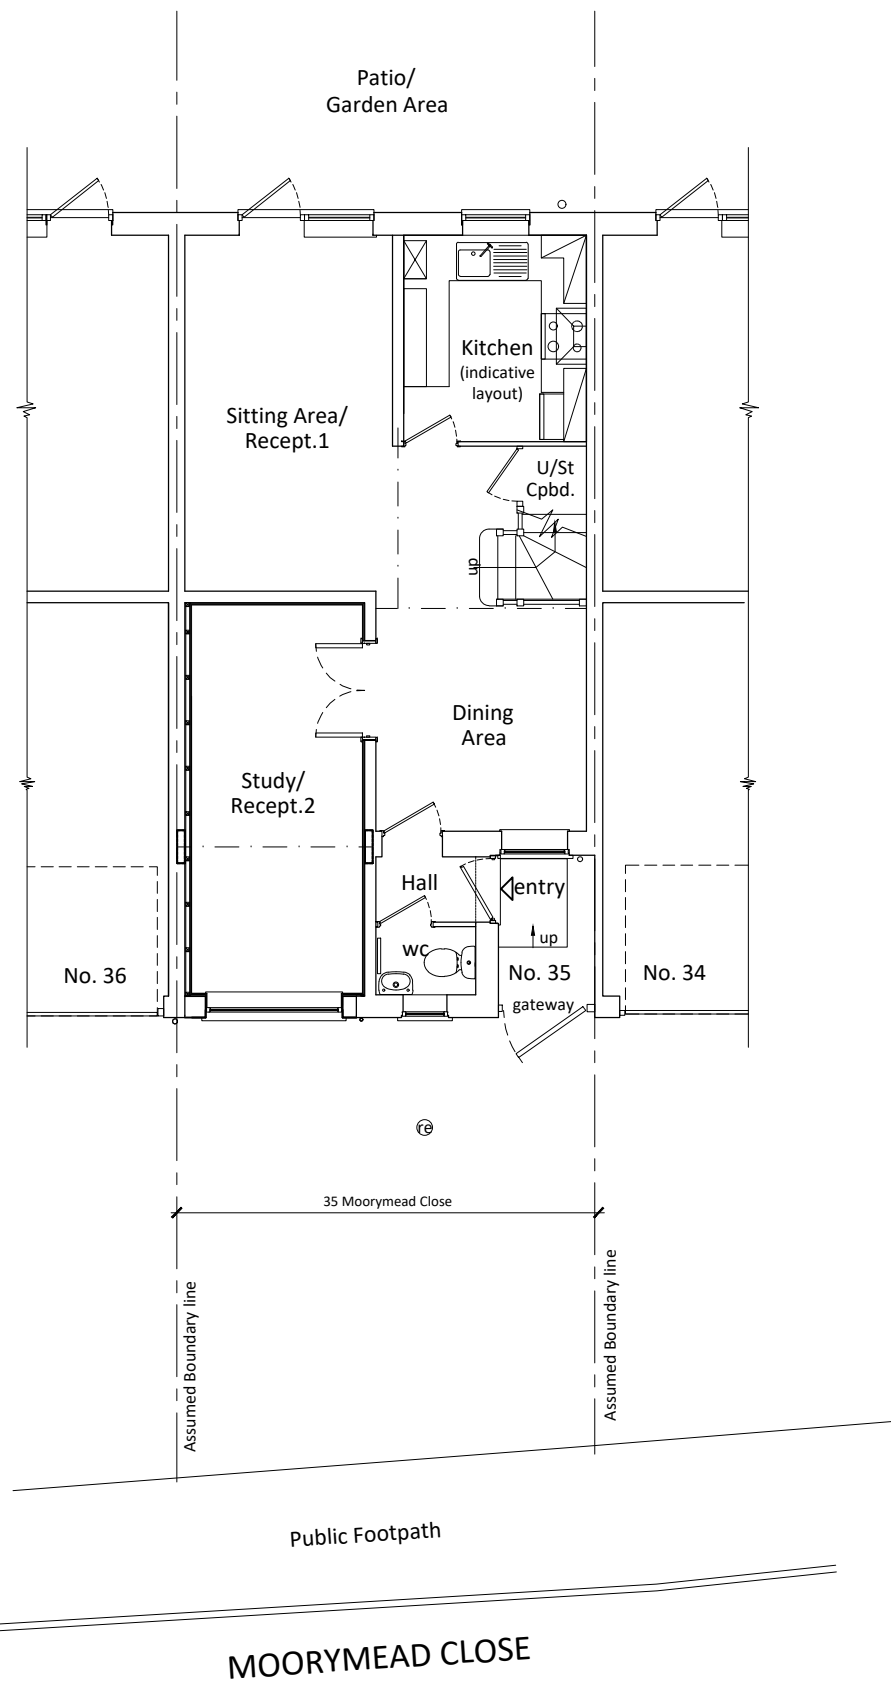 Patio/
Garden Area
Kitchen
(indicative
layout)
Sitting Area/
Recept.1
U/St
Cpbd.
up
Dining
Area
Study/
Recept.2
Hall
entry
up
wc
No. 36
No. 35
gateway
No. 34
re
35 Moorymead Close
Assumed Boundary line
Assumed Boundary line
Public Footpath
MOORYMEAD CLOSE